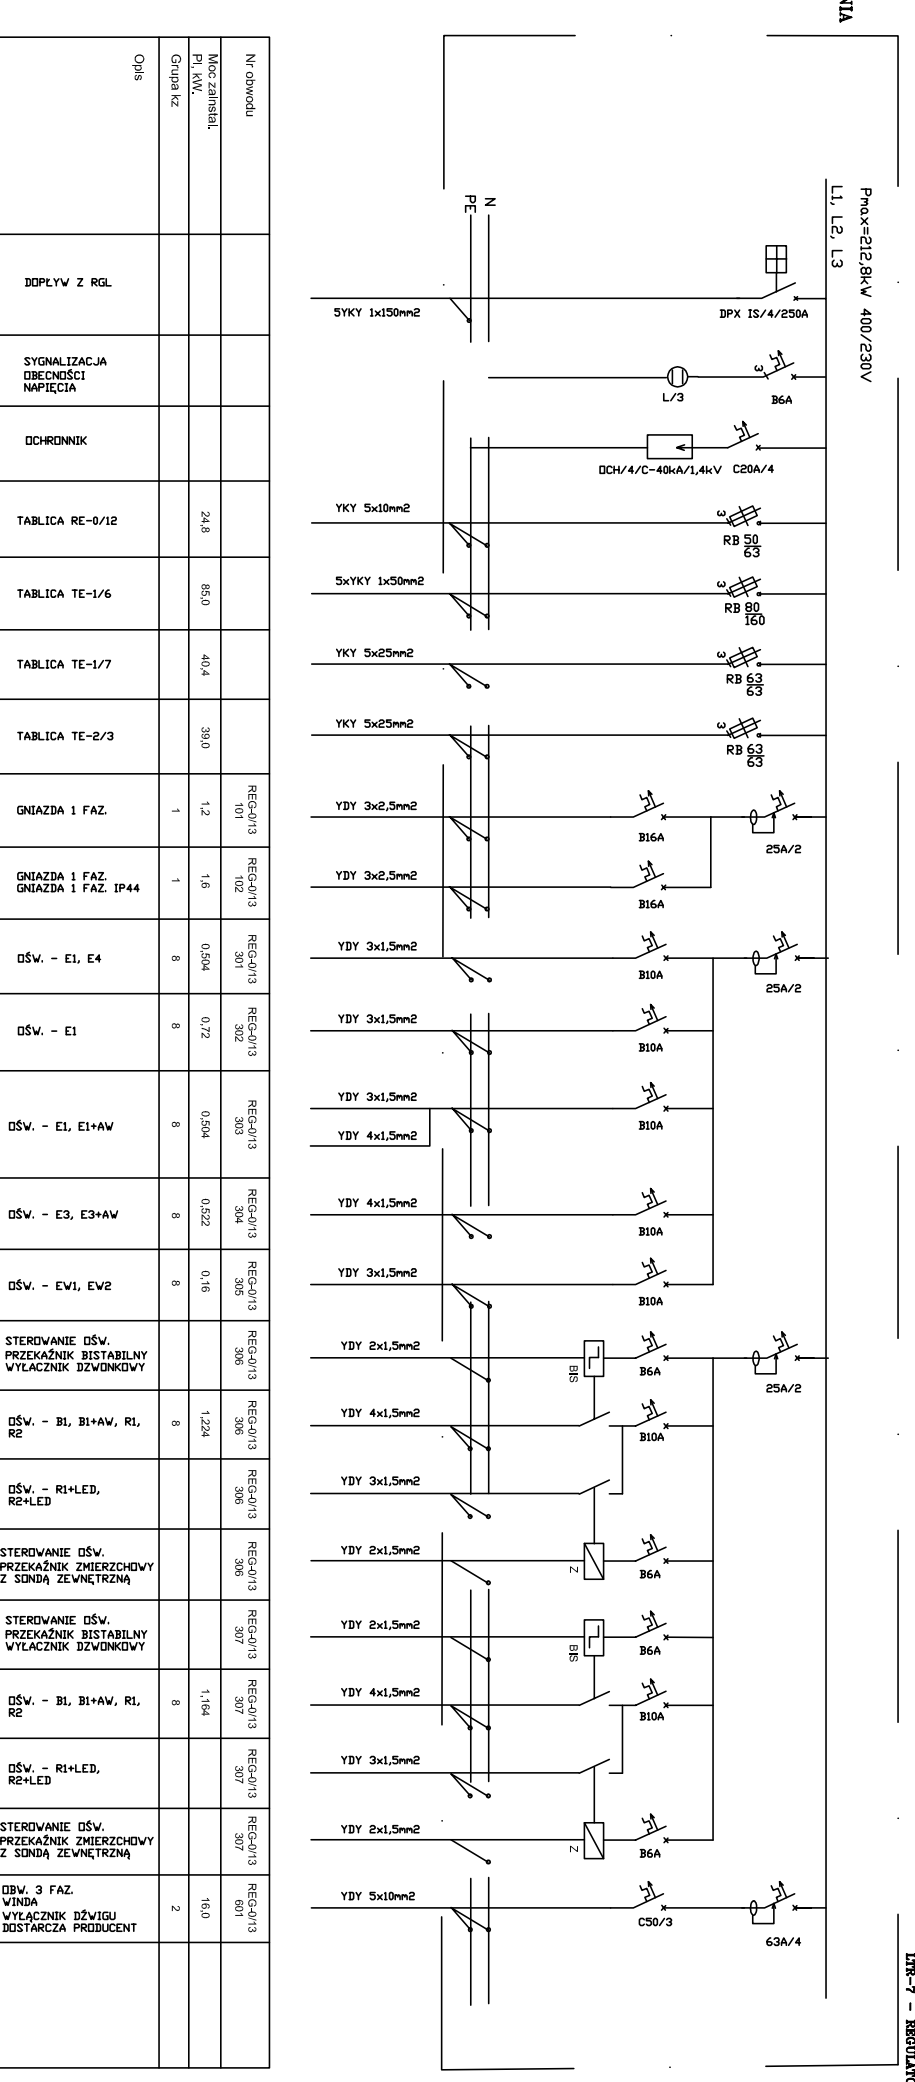 NIA
Pmax=212,8kW 400/230V
L1, L2, L3
N
PE
DPX IS/4/250A
5YKY 1x150mm2
3
B6A
L/3
C20A/4
OCH/4/C-40kA/1,4kV
3
RB 50
63
YKY 5x10mm2
3
RB 80
160
5xYKY 1x50mm2
3
RB 63
63
YKY 5x25mm2
3
RB 63
63
YKY 5x25mm2
25A/2
B16A
YDY 3x2,5mm2
B16A
YDY 3x2,5mm2
25A/2
B10A
YDY 3x1,5mm2
B10A
YDY 3x1,5mm2
B10A
YDY 3x1,5mm2
YDY 4x1,5mm2
B10A
YDY 4x1,5mm2
B10A
YDY 3x1,5mm2
25A/2
B6A
BIS
YDY 2x1,5mm2
B10A
YDY 4x1,5mm2
YDY 3x1,5mm2
B6A
Z
YDY 2x1,5mm2
B6A
BIS
YDY 2x1,5mm2
B10A
YDY 4x1,5mm2
YDY 3x1,5mm2
B6A
Z
YDY 2x1,5mm2
63A/4
C50/3
YDY 5x10mm2
Nr obwodu
Moc zainstal.
Pi, kW.
Grupa kz
Opis
DOPŁYW Z RGL
SYGNALIZACJA
OBECNOŚCI
NAPIĘCIA
OCHRONNIK
24,8
TABLICA RE-0/12
85,0
TABLICA TE-1/6
40,4
TABLICA TE-1/7
39,0
TABLICA TE-2/3
REG-0/13
101
1,2
1
GNIAZDA 1 FAZ.
REG-0/13
102
1,6
1
GNIAZDA 1 FAZ.
GNIAZDA 1 FAZ. IP44
REG-0/13
301
0,504
8
OŚW. - E1, E4
REG-0/13
302
0,72
8
OŚW. - E1
REG-0/13
303
0,504
8
OŚW. - E1, E1+AW
REG-0/13
304
0,522
8
OŚW. - E3, E3+AW
REG-0/13
305
0,16
8
OŚW. - EW1, EW2
REG-0/13
306
STEROWANIE OŚW.
PRZEKAŹNIK BISTABILNY
WYŁACZNIK DZWONKOWY
REG-0/13
306
1,224
8
OŚW. - B1, B1+AW, R1,
R2
REG-0/13
306
OŚW. - R1+LED,
R2+LED
REG-0/13
306
STEROWANIE OŚW.
PRZEKAŹNIK ZMIERZCHOWY
Z SONDĄ ZEWNĘTRZNĄ
REG-0/13
307
STEROWANIE OŚW.
PRZEKAŹNIK BISTABILNY
WYŁACZNIK DZWONKOWY
REG-0/13
307
1,164
8
OŚW. - B1, B1+AW, R1,
R2
REG-0/13
307
OŚW. - R1+LED,
R2+LED
REG-0/13
307
STEROWANIE OŚW.
PRZEKAŹNIK ZMIERZCHOWY
Z SONDĄ ZEWNĘTRZNĄ
REG-0/13
601
16,0
2
OBW. 3 FAZ.
WINDA
WYŁĄCZNIK DŹWIGU
DOSTARCZA PRODUCENT
LTR-7 - REGULATO